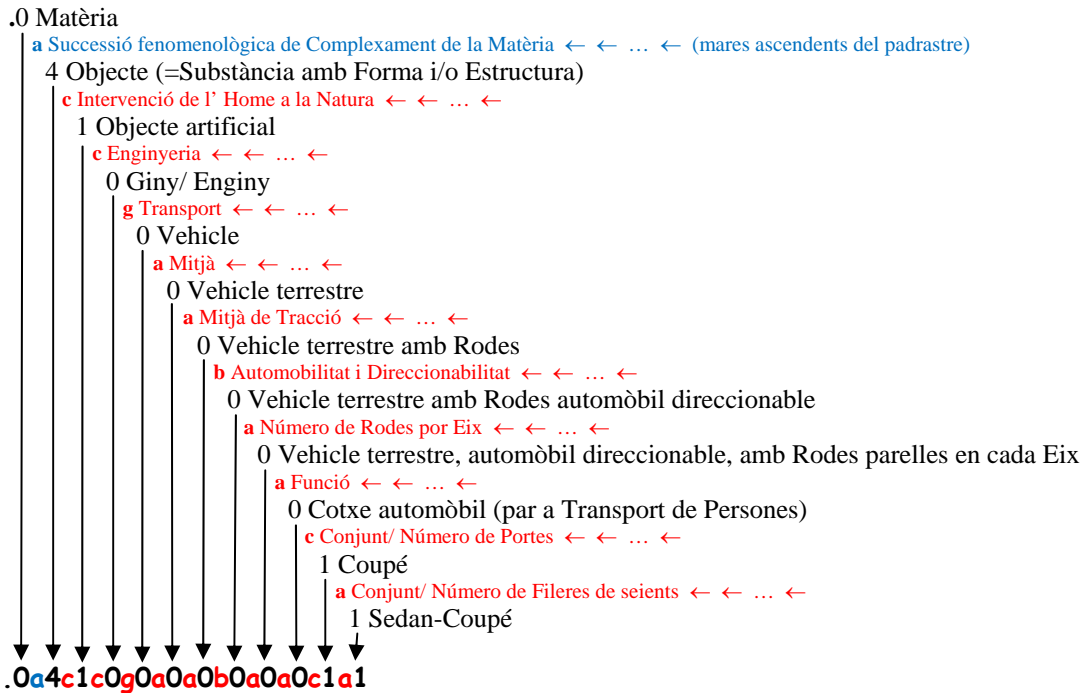 .0 Matèria
a Successió fenomenològica de Complexament de la Matèria ← ← … ← (mares ascendents del padrastre)
4 Objecte (=Substància amb Forma i/o Estructura)
c Intervenció de l’ Home a la Natura ← ← … ←
1 Objecte artificial
c Enginyeria ← ← … ←
0 Giny/ Enginy
g Transport ← ← … ←
0 Vehicle
a Mitjà ← ← … ←
0 Vehicle terrestre
a Mitjà de Tracció ← ← … ←
0 Vehicle terrestre amb Rodes
b Automobilitat i Direccionabilitat ← ← … ←
0 Vehicle terrestre amb Rodes automòbil direccionable
a Número de Rodes por Eix ← ← … ←
0 Vehicle terrestre, automòbil direccionable, amb Rodes parelles en cada Eix
a Funció ← ← … ←
0 Cotxe automòbil (par a Transport de Persones)
c Conjunt/ Número de Portes ← ← … ←
1 Coupé
a Conjunt/ Número de Fileres de seients ← ← … ←
1 Sedan-Coupé
.0a4c1c0g0a0a0b0a0a0c1a1